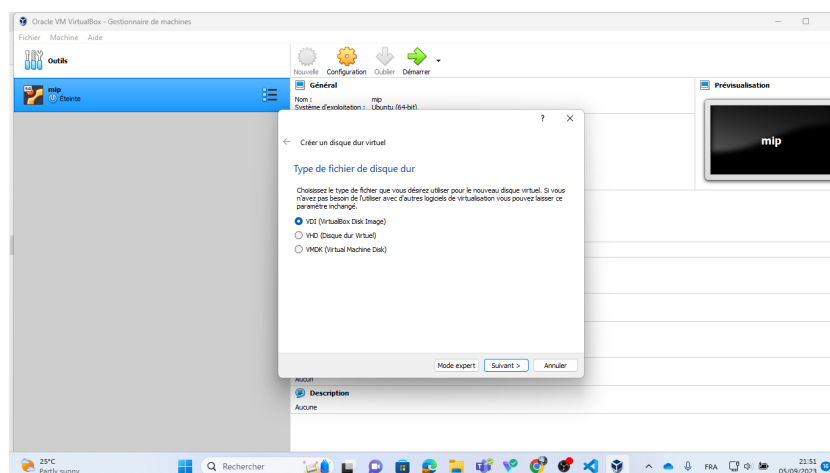 Oracle VM VirtualBox - Gestionnaire de machines
Fichier Machine Aide
Outils
Nouvelle Configuration Oublier Démarrer
mip
Éteinte
Général
Nom : mip
Système d'exploitation : Ubuntu (64-bit)
Prévisualisation
mip
? ×
Créer un disque dur virtuel
Type de fichier de disque dur
Choisissez le type de fichier que vous désirez utiliser pour le nouveau disque virtuel. Si vous
n'avez pas besoin de l'utiliser avec d'autres logiciels de virtualisation vous pouvez laisser ce
paramètre inchangé.
VDI (VirtualBox Disk Image)
VHD (Disque dur Virtuel)
VMDK (Virtual Machine Disk)
Mode expert Suivant > Annuler
Aucun
Description
Aucune
25°C
Partly sunny
Rechercher
FRA
21:51
05/09/2023